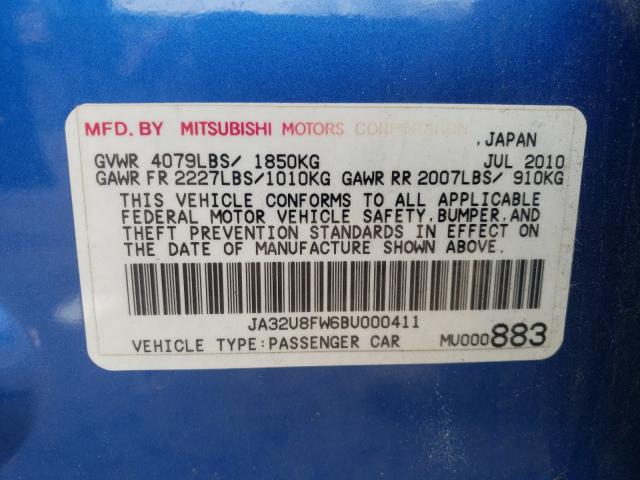 MFD. BY MITSUBISHI MOTORS CORPORATION
, JAPAN
GVWR 4079LBS/ 1850KG JUL 2010
GAWR FR 2227LBS/1010KG GAWR RR 2007LBS/ 910KG
THIS VEHICLE CONFORMS TO ALL APPLICABLE
FEDERAL MOTOR VEHICLE SAFETY, BUMPER, AND
THEFT PREVENTION STANDARDS IN EFFECT ON
THE DATE OF MANUFACTURE SHOWN ABOVE.
JA32U8FW6BU000411
VEHICLE TYPE:PASSENGER CAR MU000883